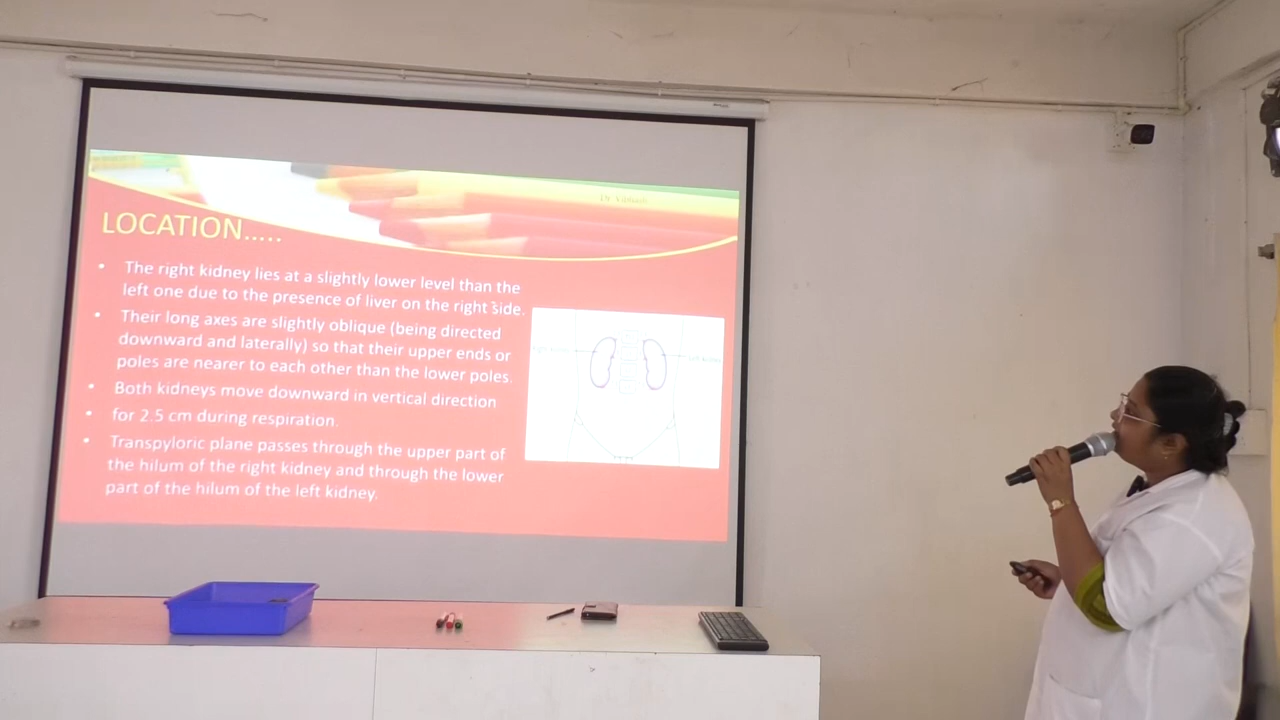 LOCATION.....
• The right kidney lies at a slightly lower level than the
left one due to the presence of liver on the right side.
• Their long axes are slightly oblique (being directed
downward and laterally) so that their upper ends or
poles are nearer to each other than the lower poles.
• Both kidneys move downward in vertical direction
• for 2.5 cm during respiration.
• Transpyloric plane passes through the upper part of
the hilum of the right kidney and through the lower
part of the hilum of the left kidney.